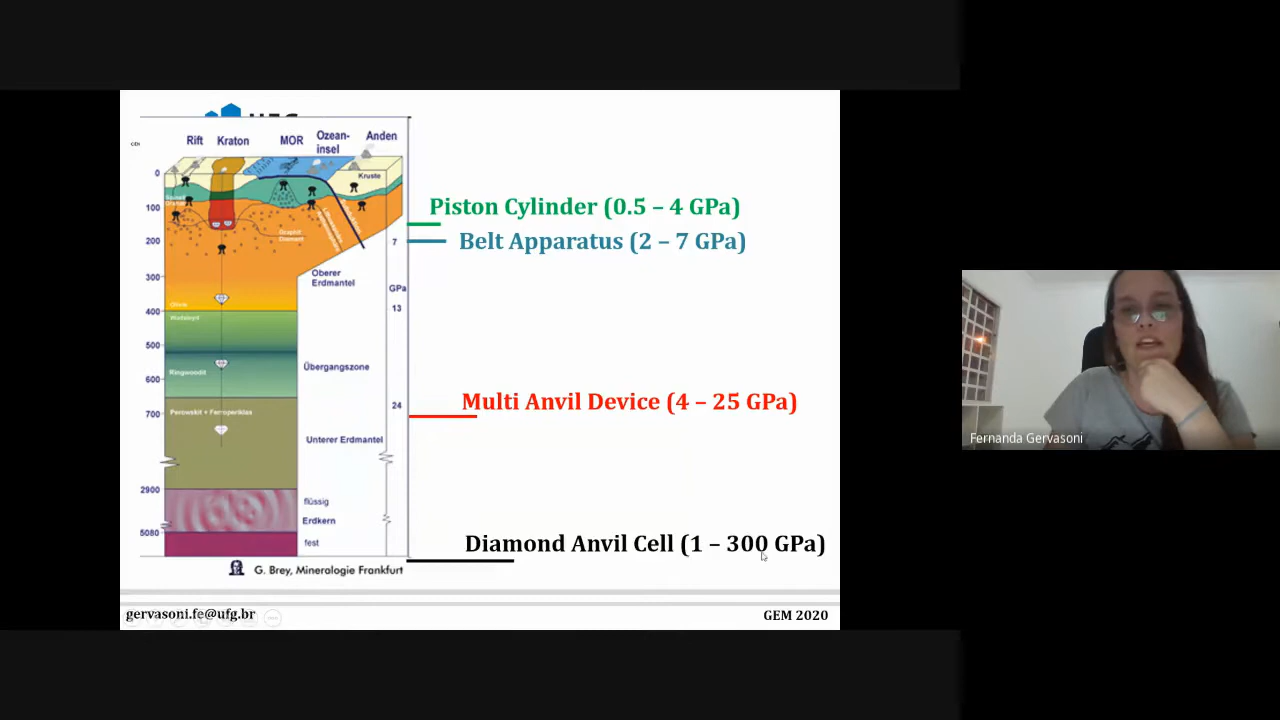 Rift Kraton MOR Ozean-
insel Anden
0
Kruste
100
Graphit
Diamant
200
7
300
Oberer
Erdmantel
GPa
Olivin
400
13
Wadsleyit
500
Übergangszone
Ringwoodit
600
700
Perowskit + Ferroperiklas
24
Unterer Erdmantel
2900
flüssig
Erdkern
5080
fest
G. Brey, Mineralogie Frankfurt
Piston Cylinder (0.5 – 4 GPa)
Belt Apparatus (2 – 7 GPa)
Multi Anvil Device (4 – 25 GPa)
Diamond Anvil Cell (1 – 300 GPa)
gervasoni.fe@ufg.br
GEM 2020
Fernanda Gervasoni